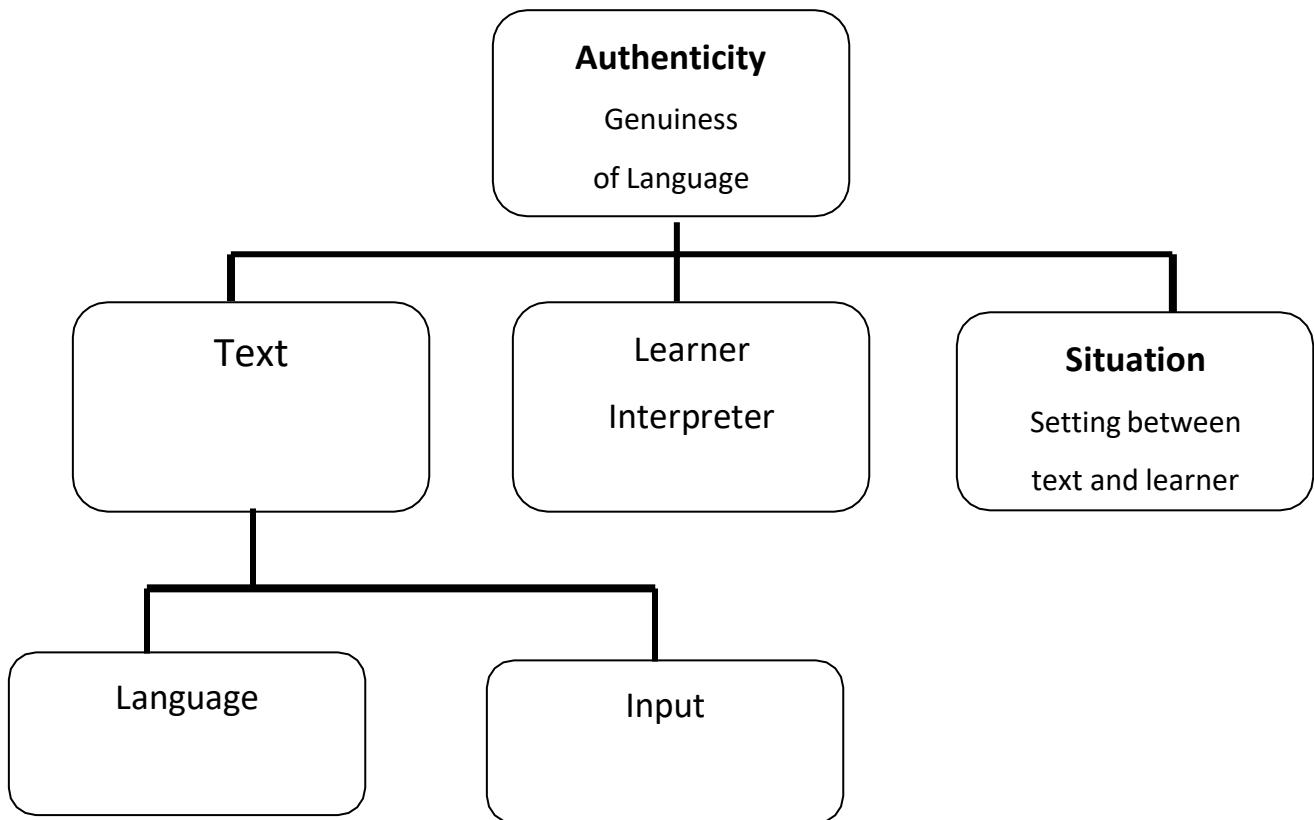 Authenticity
Genuiness
of Language
Text
Learner
Interpreter
Situation
Setting between
text and learner
Language
Input